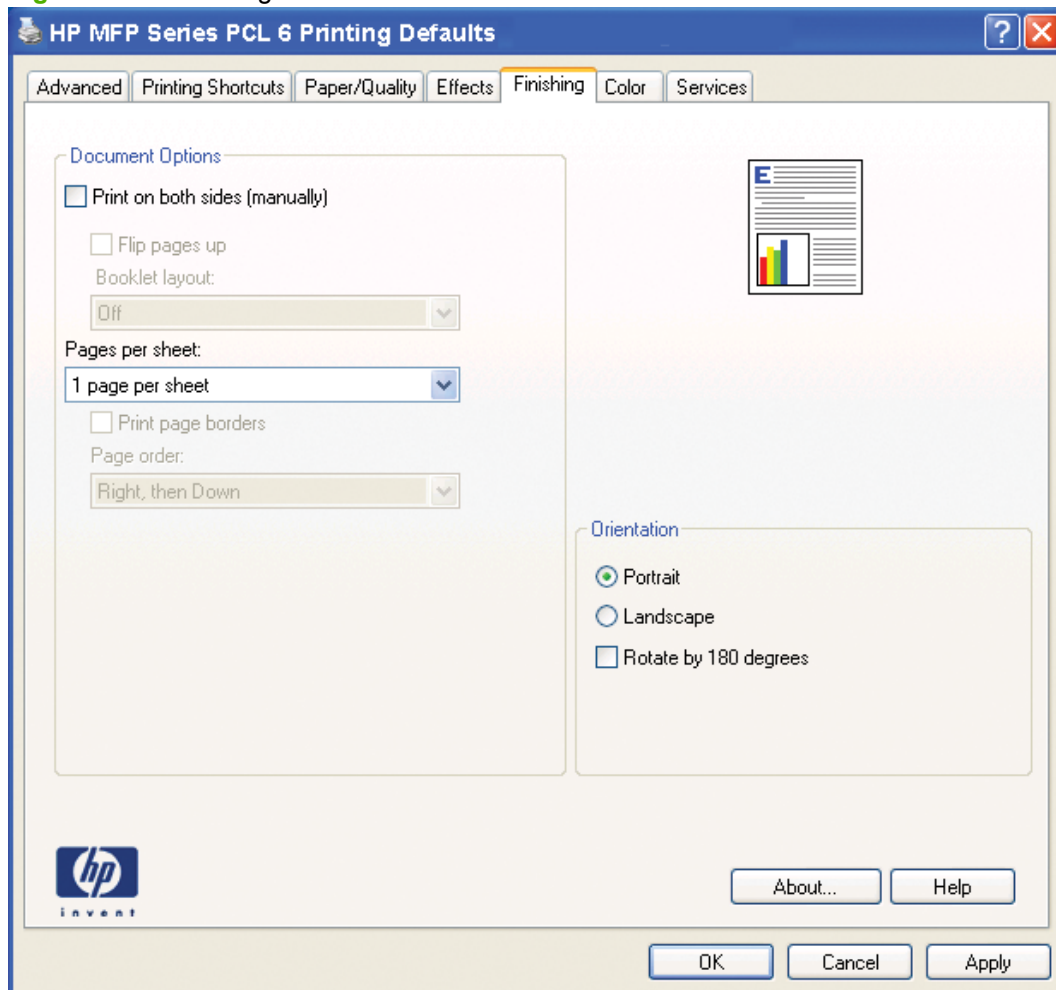 HP MFP Series PCL 6 Printing Defaults
?
Advanced Printing Shortcuts Paper/Quality Effects Finishing Color Services
Document Options
Print on both sides (manually)
Flip pages up
Booklet layout:
Off
Pages per sheet:
1 page per sheet
Print page borders
Page order:
Right, then Down
E
Orientation
Portrait
Landscape
Rotate by 180 degrees
hp
invent
About... Help
OK Cancel Apply